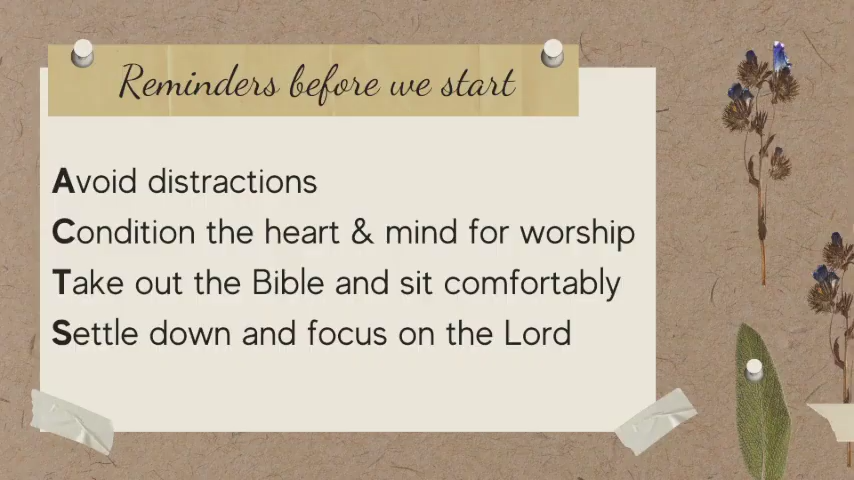 Reminders before we start
Avoid distractions
Condition the heart & mind for worship
Take out the Bible and sit comfortably
Settle down and focus on the Lord